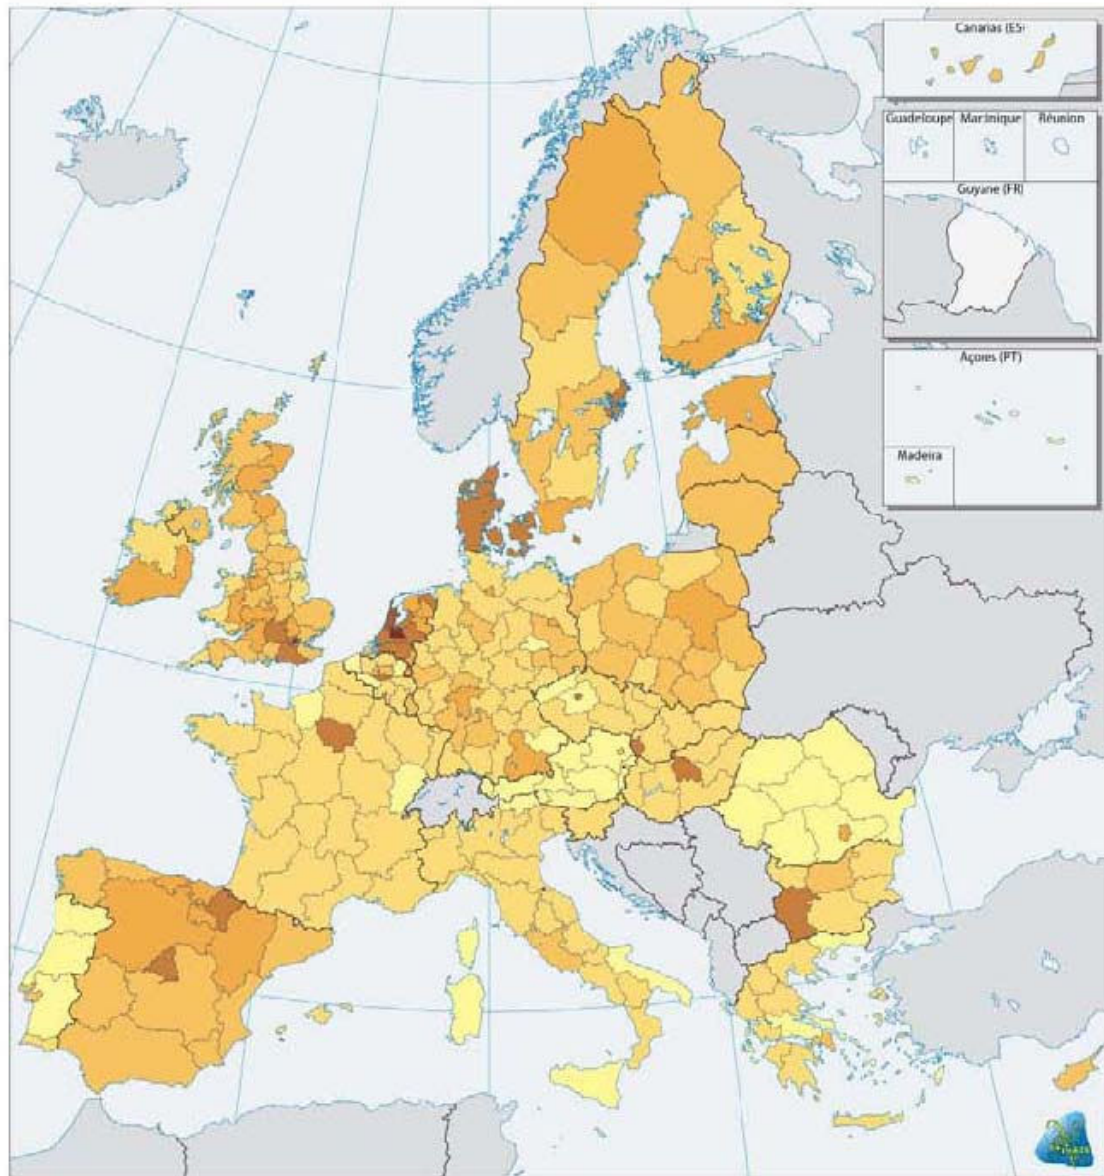 Canarias (ES)
Guadeloupe
Martinique
Réunion
Guyane (FR)
Açores (PT)
Madeira